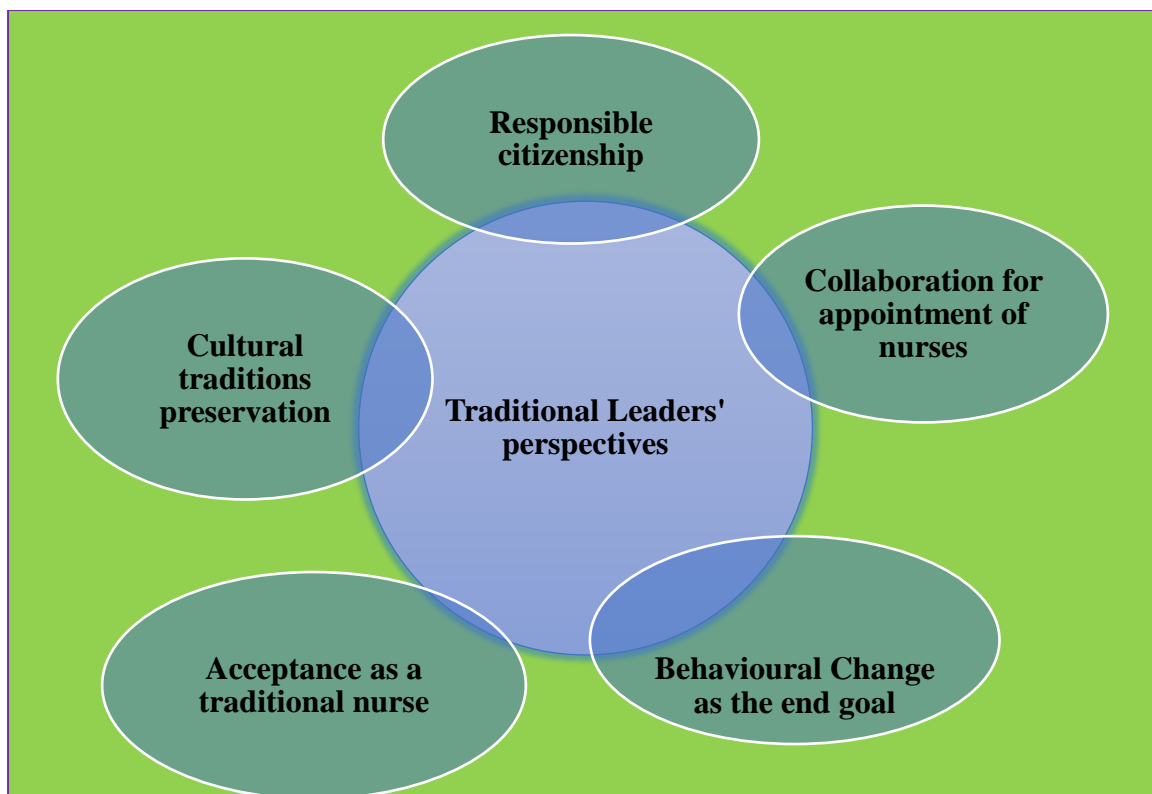 Responsible
citizenship
Collaboration for
appointment of
nurses
Cultural
traditions
preservation
Traditional Leaders'
perspectives
Acceptance as a
traditional nurse
Behavioural Change
as the end goal